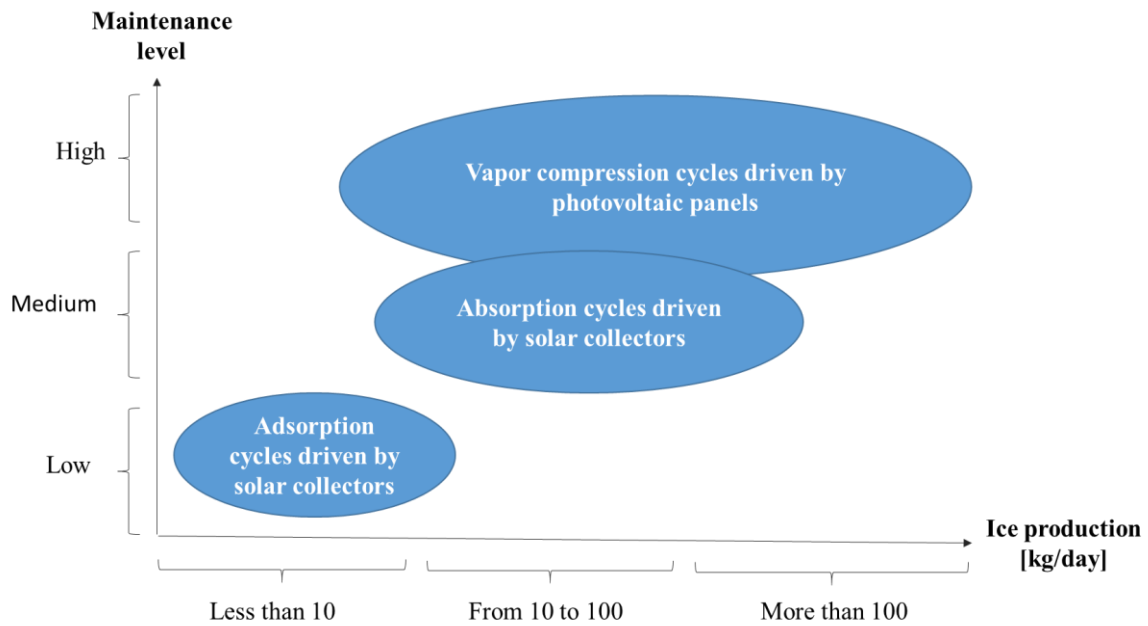 Maintenance
level
High
Vapor compression cycles driven by
photovoltaic panels
Medium
Absorption cycles driven
by solar collectors
Low
Adsorption
cycles driven by
solar collectors
Ice production
[kg/day]
Less than 10
From 10 to 100
More than 100